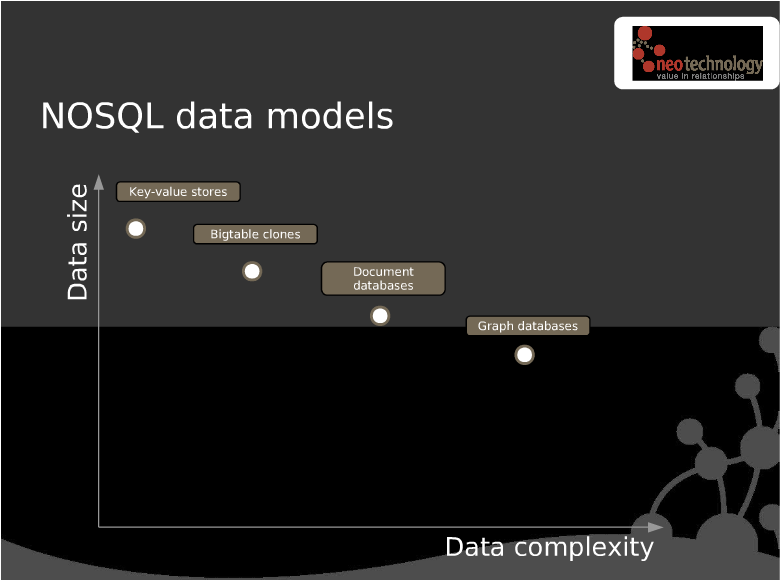 neotechnology
value in relationships
NOSQL data models
Data size
Key-value stores
Bigtable clones
Document
databases
Graph databases
Data complexity